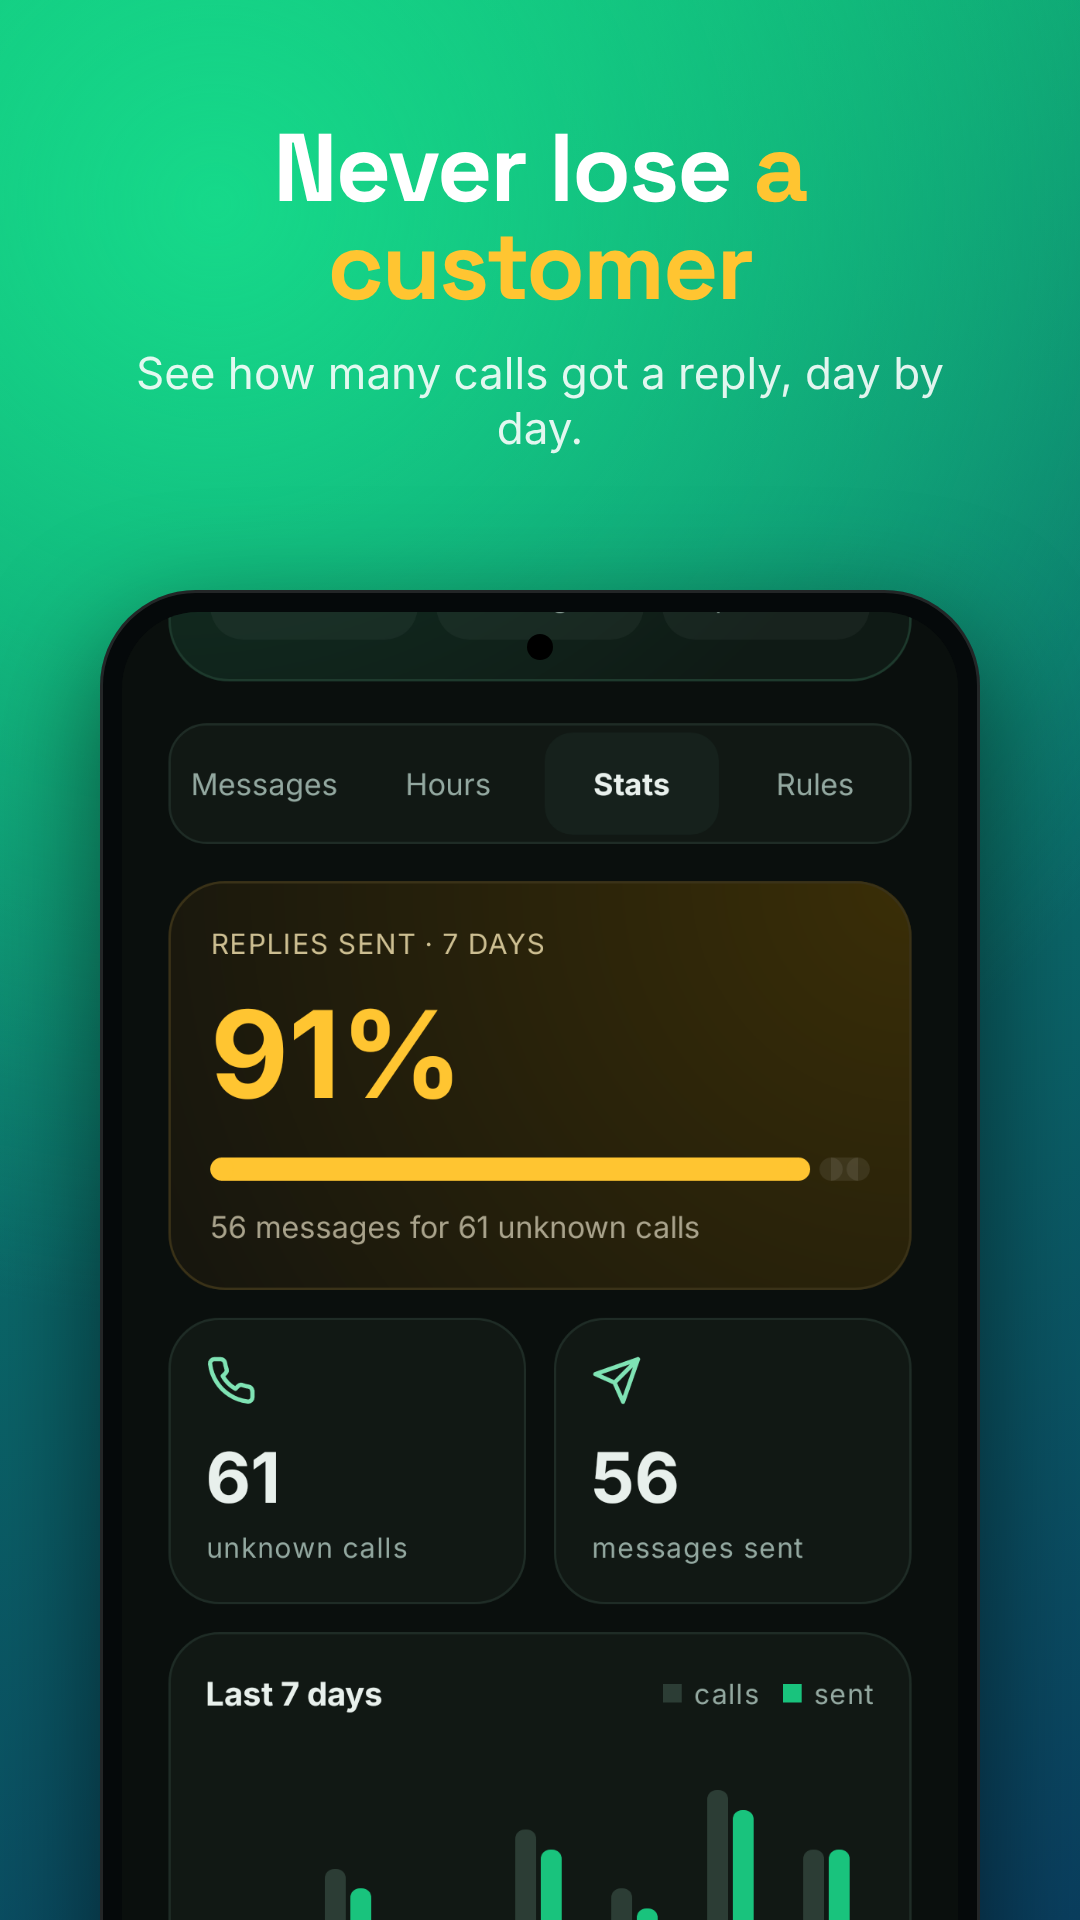 Never lose a
customer
See how many calls got a reply, day by
day.
Messages Hours Stats Rules
REPLIES SENT · 7 DAYS
91%
56 messages for 61 unknown calls
61
unknown calls
56
messages sent
Last 7 days
calls sent